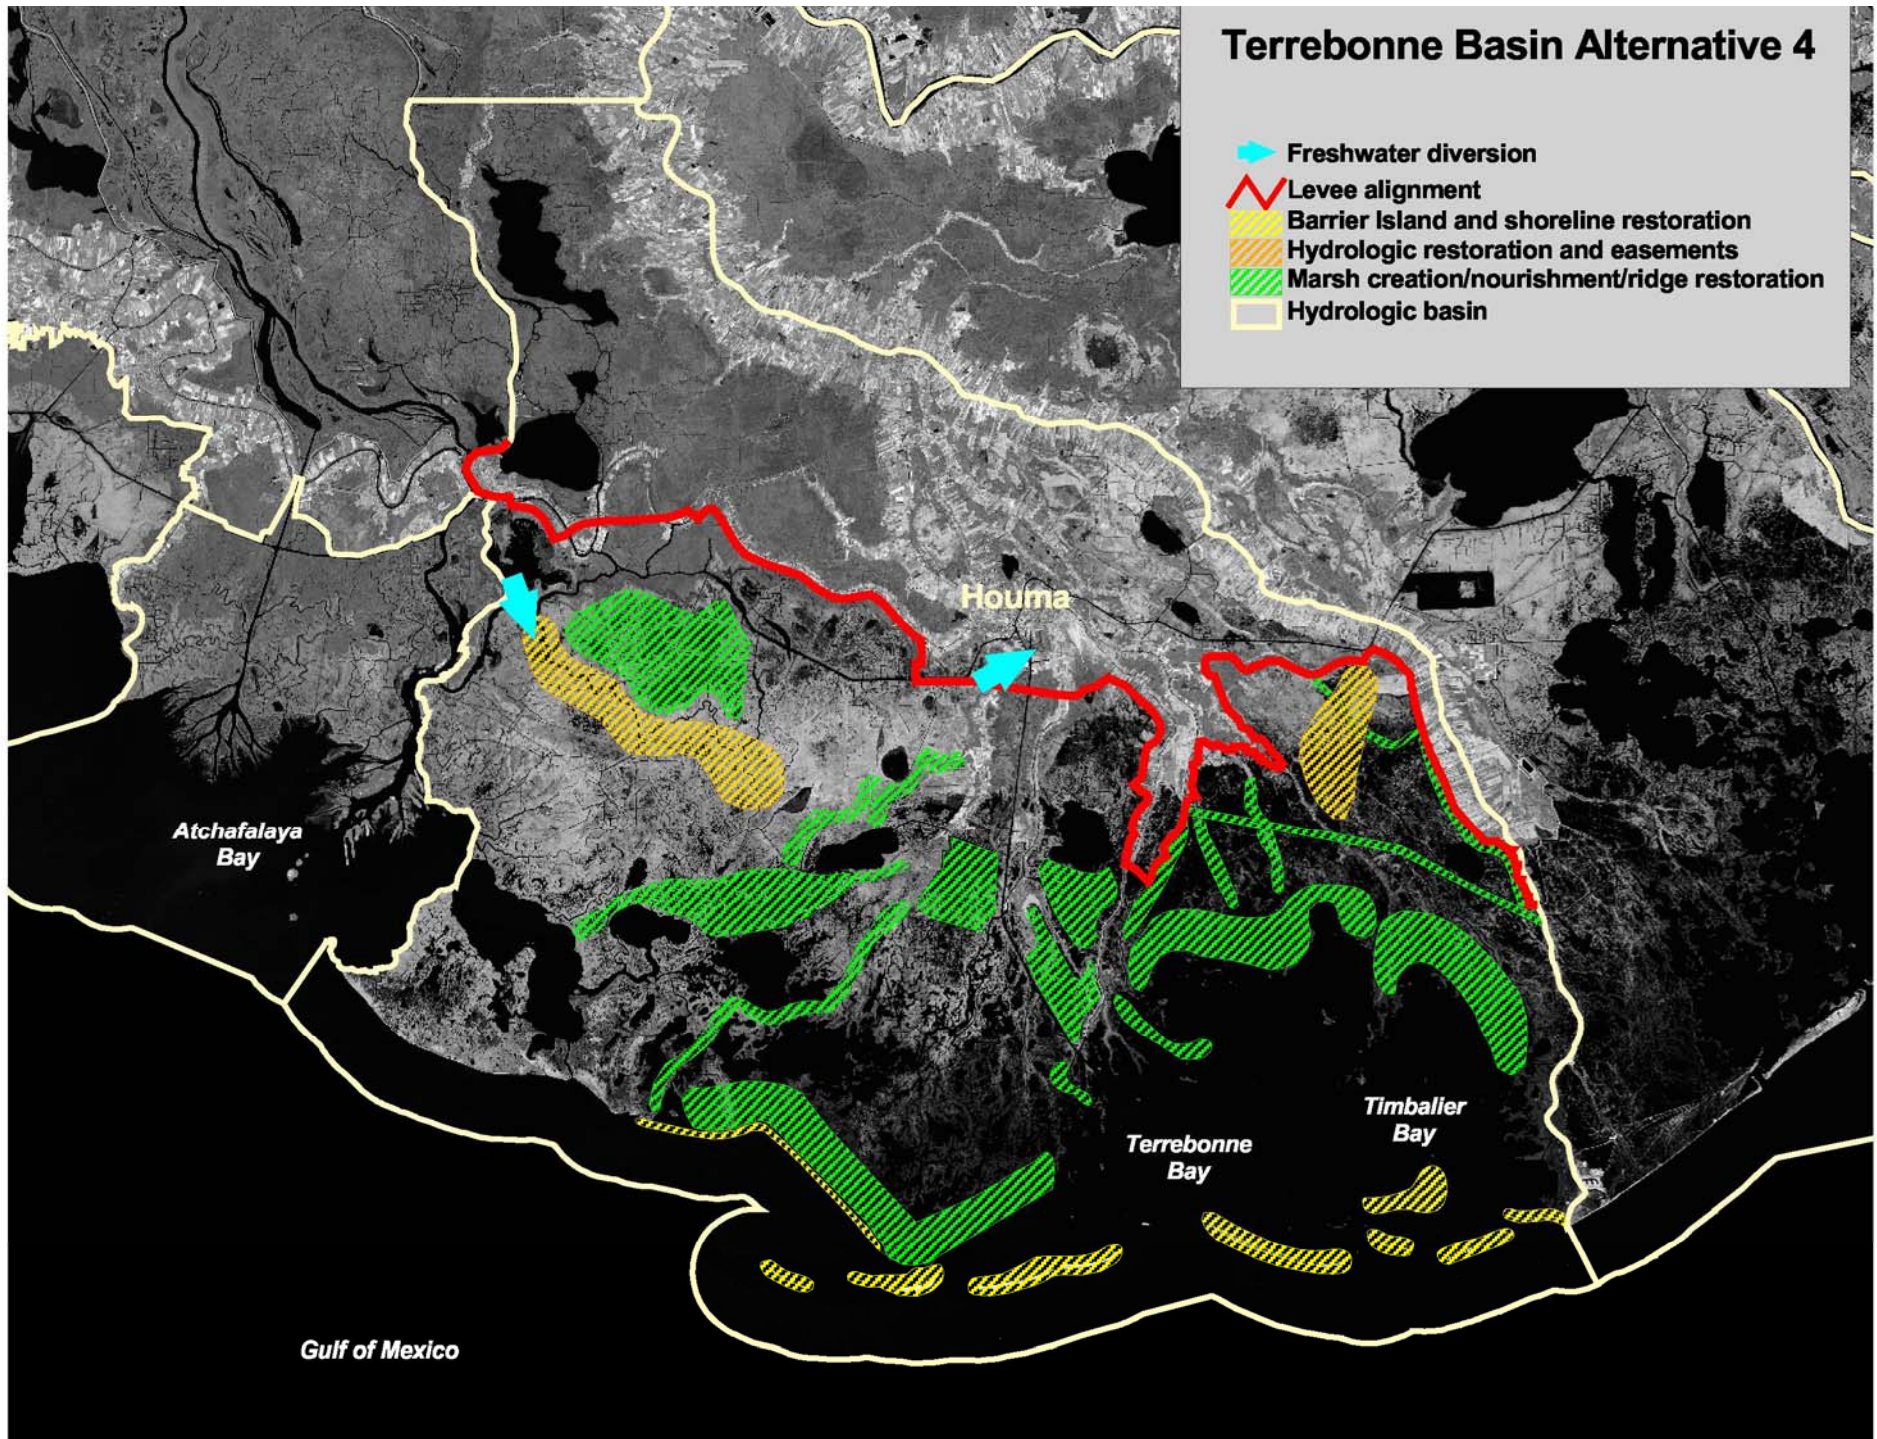 Terrebonne Basin Alternative 4
Freshwater diversion
Levee alignment
Barrier Island and shoreline restoration
Hydrologic restoration and easements
Marsh creation/nourishment/ridge restoration
Hydrologic basin
Houma
Atchafalaya
Bay
Timbalier
Bay
Terrebonne
Bay
Gulf of Mexico